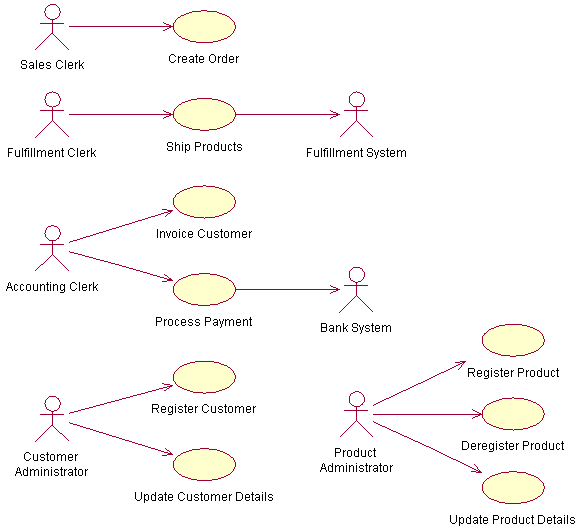 Sales Clerk
Create Order
Fulfillment Clerk
Ship Products
Fulfillment System
Invoice Customer
Accounting Clerk
Process Payment
Bank System
Register Product
Register Customer
Customer
Administrator
Product
Administrator
Deregister Product
Update Customer Details
Update Product Details